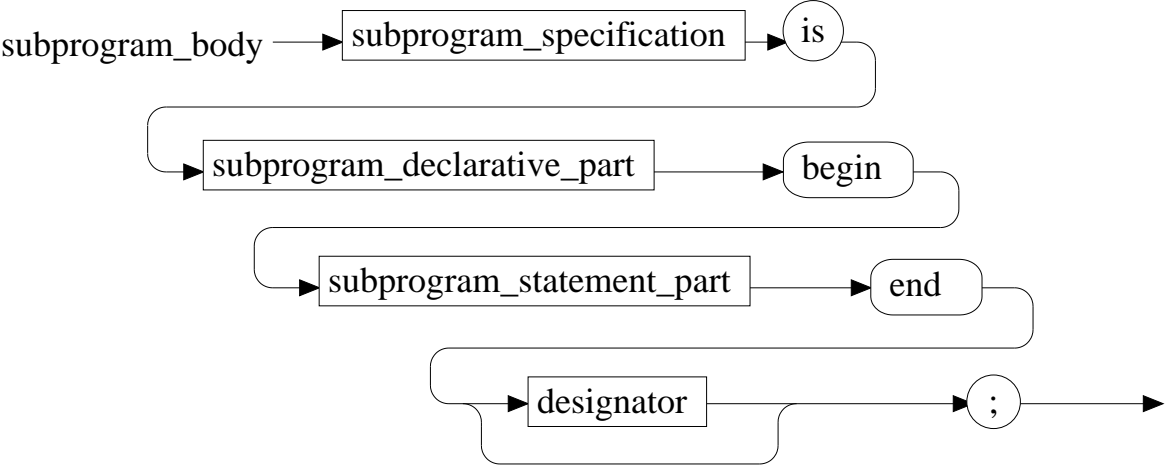 subprogram_body subprogram_specification is
subprogram_declarative_part begin
subprogram_statement_part end
designator ;